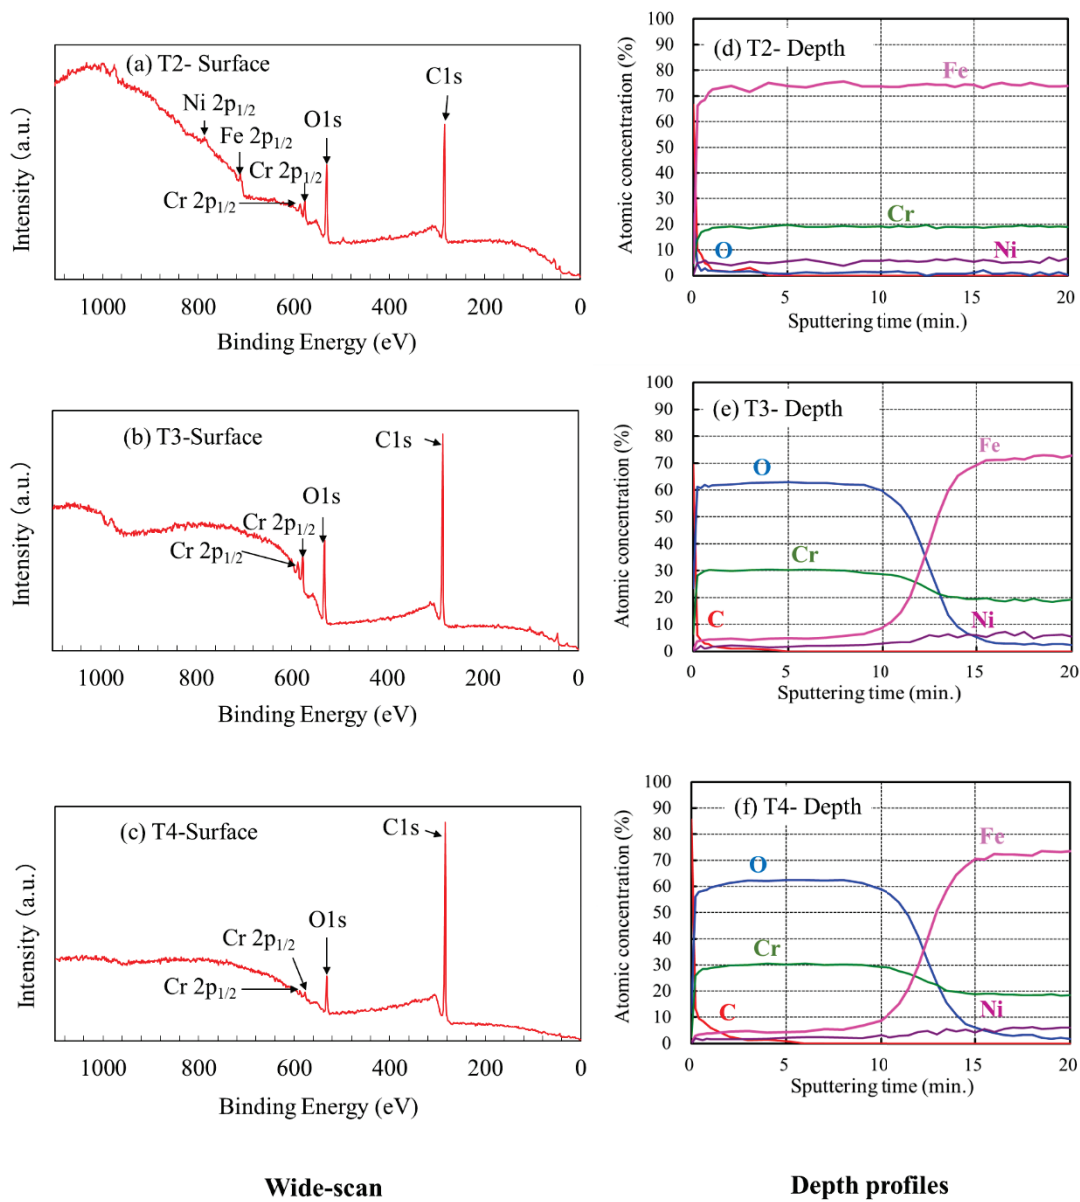 (a) T2- Surface
Ni 2p1/2
Fe 2p1/2
Cr 2p1/2
Cr 2p1/2
O1s
C1s
Intensity (a.u.)
1000 800 600 400 200 0
Binding Energy (eV)
(d) T2- Depth
Fe
Cr
O
Ni
Atomic concentration (%)
100
90
80
70
60
50
40
30
20
10
0
0 5 10 15 20
Sputtering time (min.)
(b) T3-Surface
C1s
O1s
Cr 2p1/2
Cr 2p1/2
Intensity (a.u.)
1000 800 600 400 200 0
Binding Energy (eV)
(e) T3- Depth
Fe
O
Cr
C
Ni
Atomic concentration (%)
100
90
80
70
60
50
40
30
20
10
0
0 5 10 15 20
Sputtering time (min.)
(c) T4-Surface
C1s
O1s
Cr 2p1/2
Cr 2p1/2
Intensity (a.u.)
1000 800 600 400 200 0
Binding Energy (eV)
(f) T4- Depth
Fe
O
Cr
C
Ni
Atomic concentration (%)
100
90
80
70
60
50
40
30
20
10
0
0 5 10 15 20
Sputtering time (min.)
Wide-scan
Depth profiles